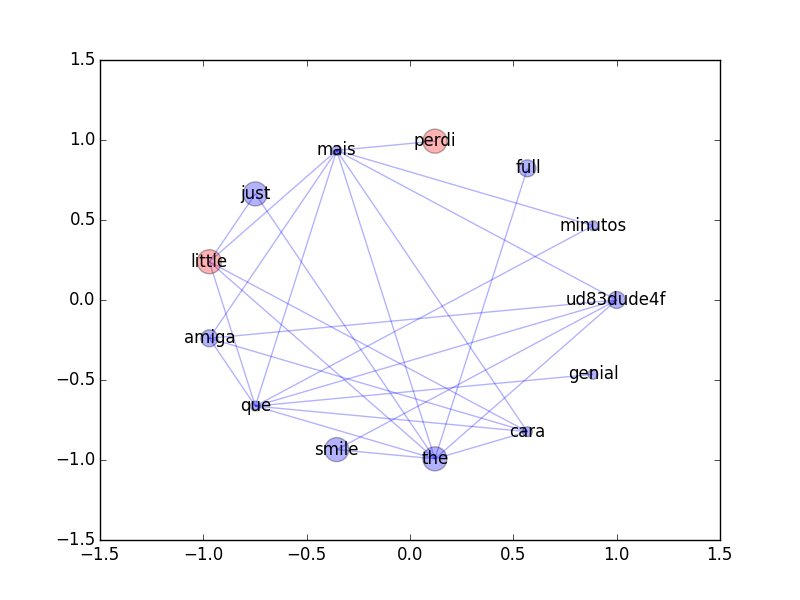 1.5
1.0
0.5
0.0
−0.5
−1.0
−1.5
perdi
mais
full
just
minutos
little
ud83dude4f
amiga
genial
que
cara
smile
the
−1.5
−1.0
−0.5
0.0
0.5
1.0
1.5